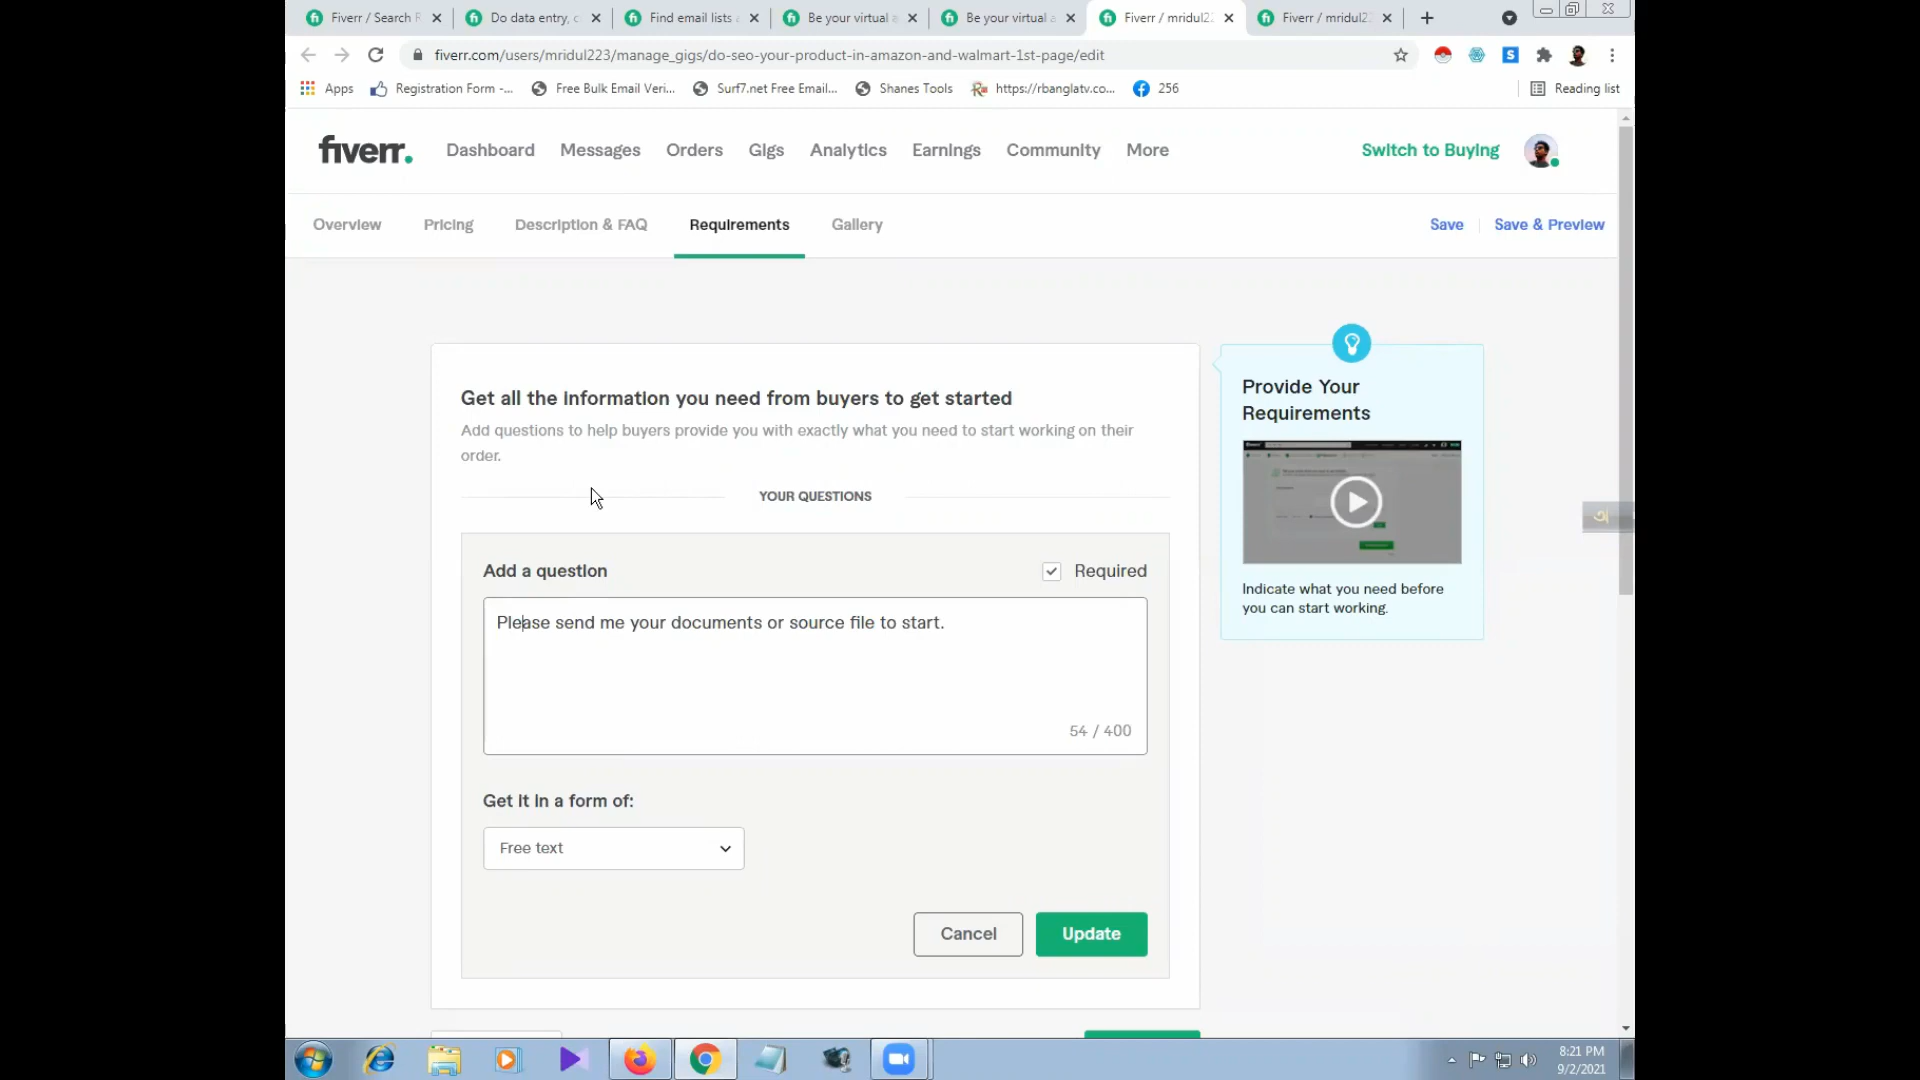 Fiverr / Search R
Do data entry, c
Find email lists a
Be your virtual a
Be your virtual a
Fiverr / mridul22
Fiverr / mridul22
fiverr.com/users/mridul223/manage_gigs/do-seo-your-product-in-amazon-and-walmart-1st-page/edit
Apps
Registration Form -...
Free Bulk Email Veri...
Surf7.net Free Email...
Shanes Tools
https://rbanglatv.co...
256
Reading list
fiverr.
Dashboard
Messages
Orders
Gigs
Analytics
Earnings
Community
More
Switch to Buying
Overview
Pricing
Description & FAQ
Requirements
Gallery
Save
Save & Preview
Get all the information you need from buyers to get started
Add questions to help buyers provide you with exactly what you need to start working on their
order.
YOUR QUESTIONS
Add a question
Required
Please send me your documents or source file to start.
54 / 400
Get it in a form of:
Free text
Cancel
Update
Provide Your
Requirements
Indicate what you need before
you can start working.
8:21 PM
9/2/2021